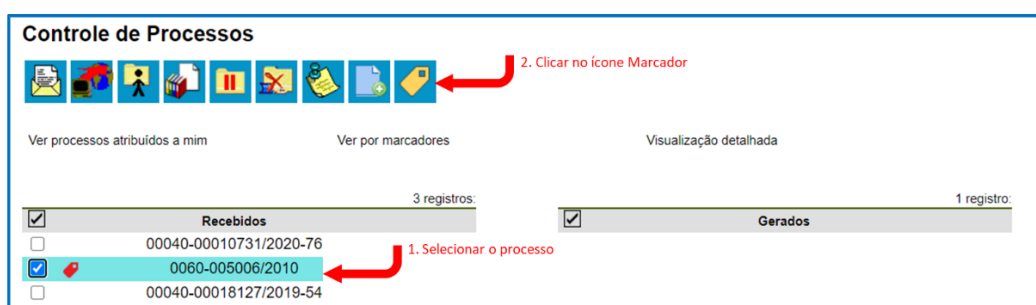 Controle de Processos
2. Clicar no ícone Marcador
Ver processos atribuídos a mim
Ver por marcadores
Visualização detalhada
3 registros:
1 registro:
Recebidos
Gerados
00040-00010731/2020-76
1. Selecionar o processo
0060-005006/2010
00040-00018127/2019-54